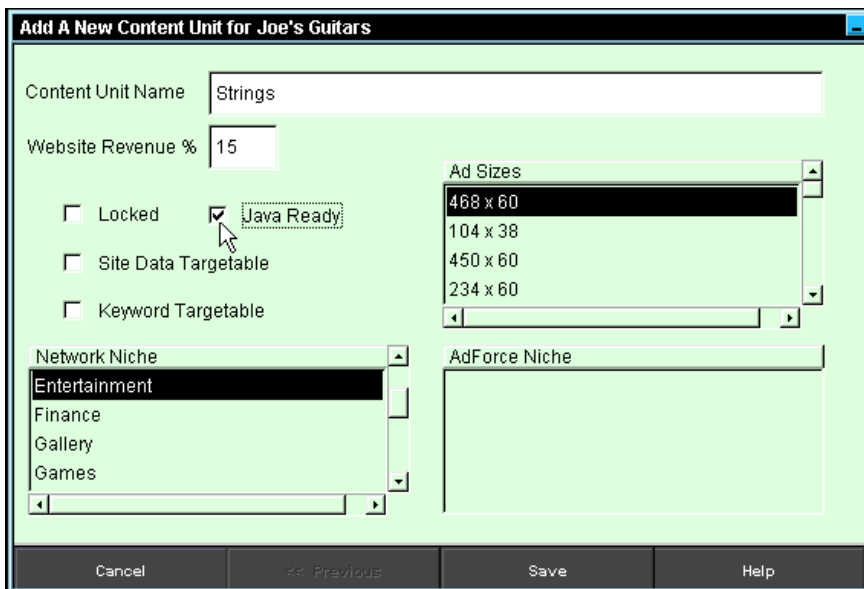 Add A New Content Unit for Joe's Guitars
Content Unit Name Strings
Website Revenue % 15
Locked Java Ready
Site Data Targetable
Keyword Targetable
Ad Sizes
468 x 60
104 x 38
450 x 60
234 x 60
Network Niche
Entertainment
Finance
Gallery
Games
AdForce Niche
Cancel << Previous Save Help